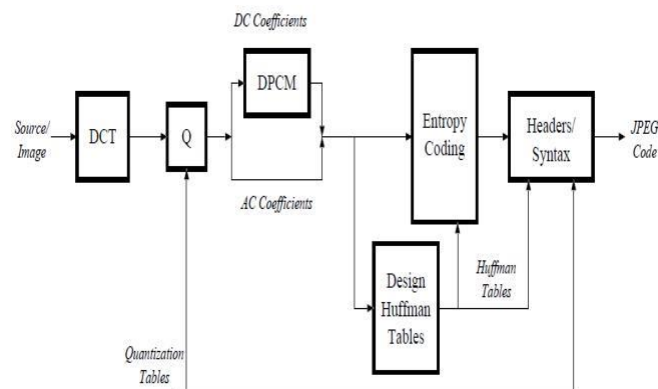 DC Coefficients
DPCM
Source/
Image
DCT
Q
AC Coefficients
Entropy
Coding
Headers/
Syntax
JPEG
Code
Design
Huffman
Tables
Huffman
Tables
Quantization
Tables